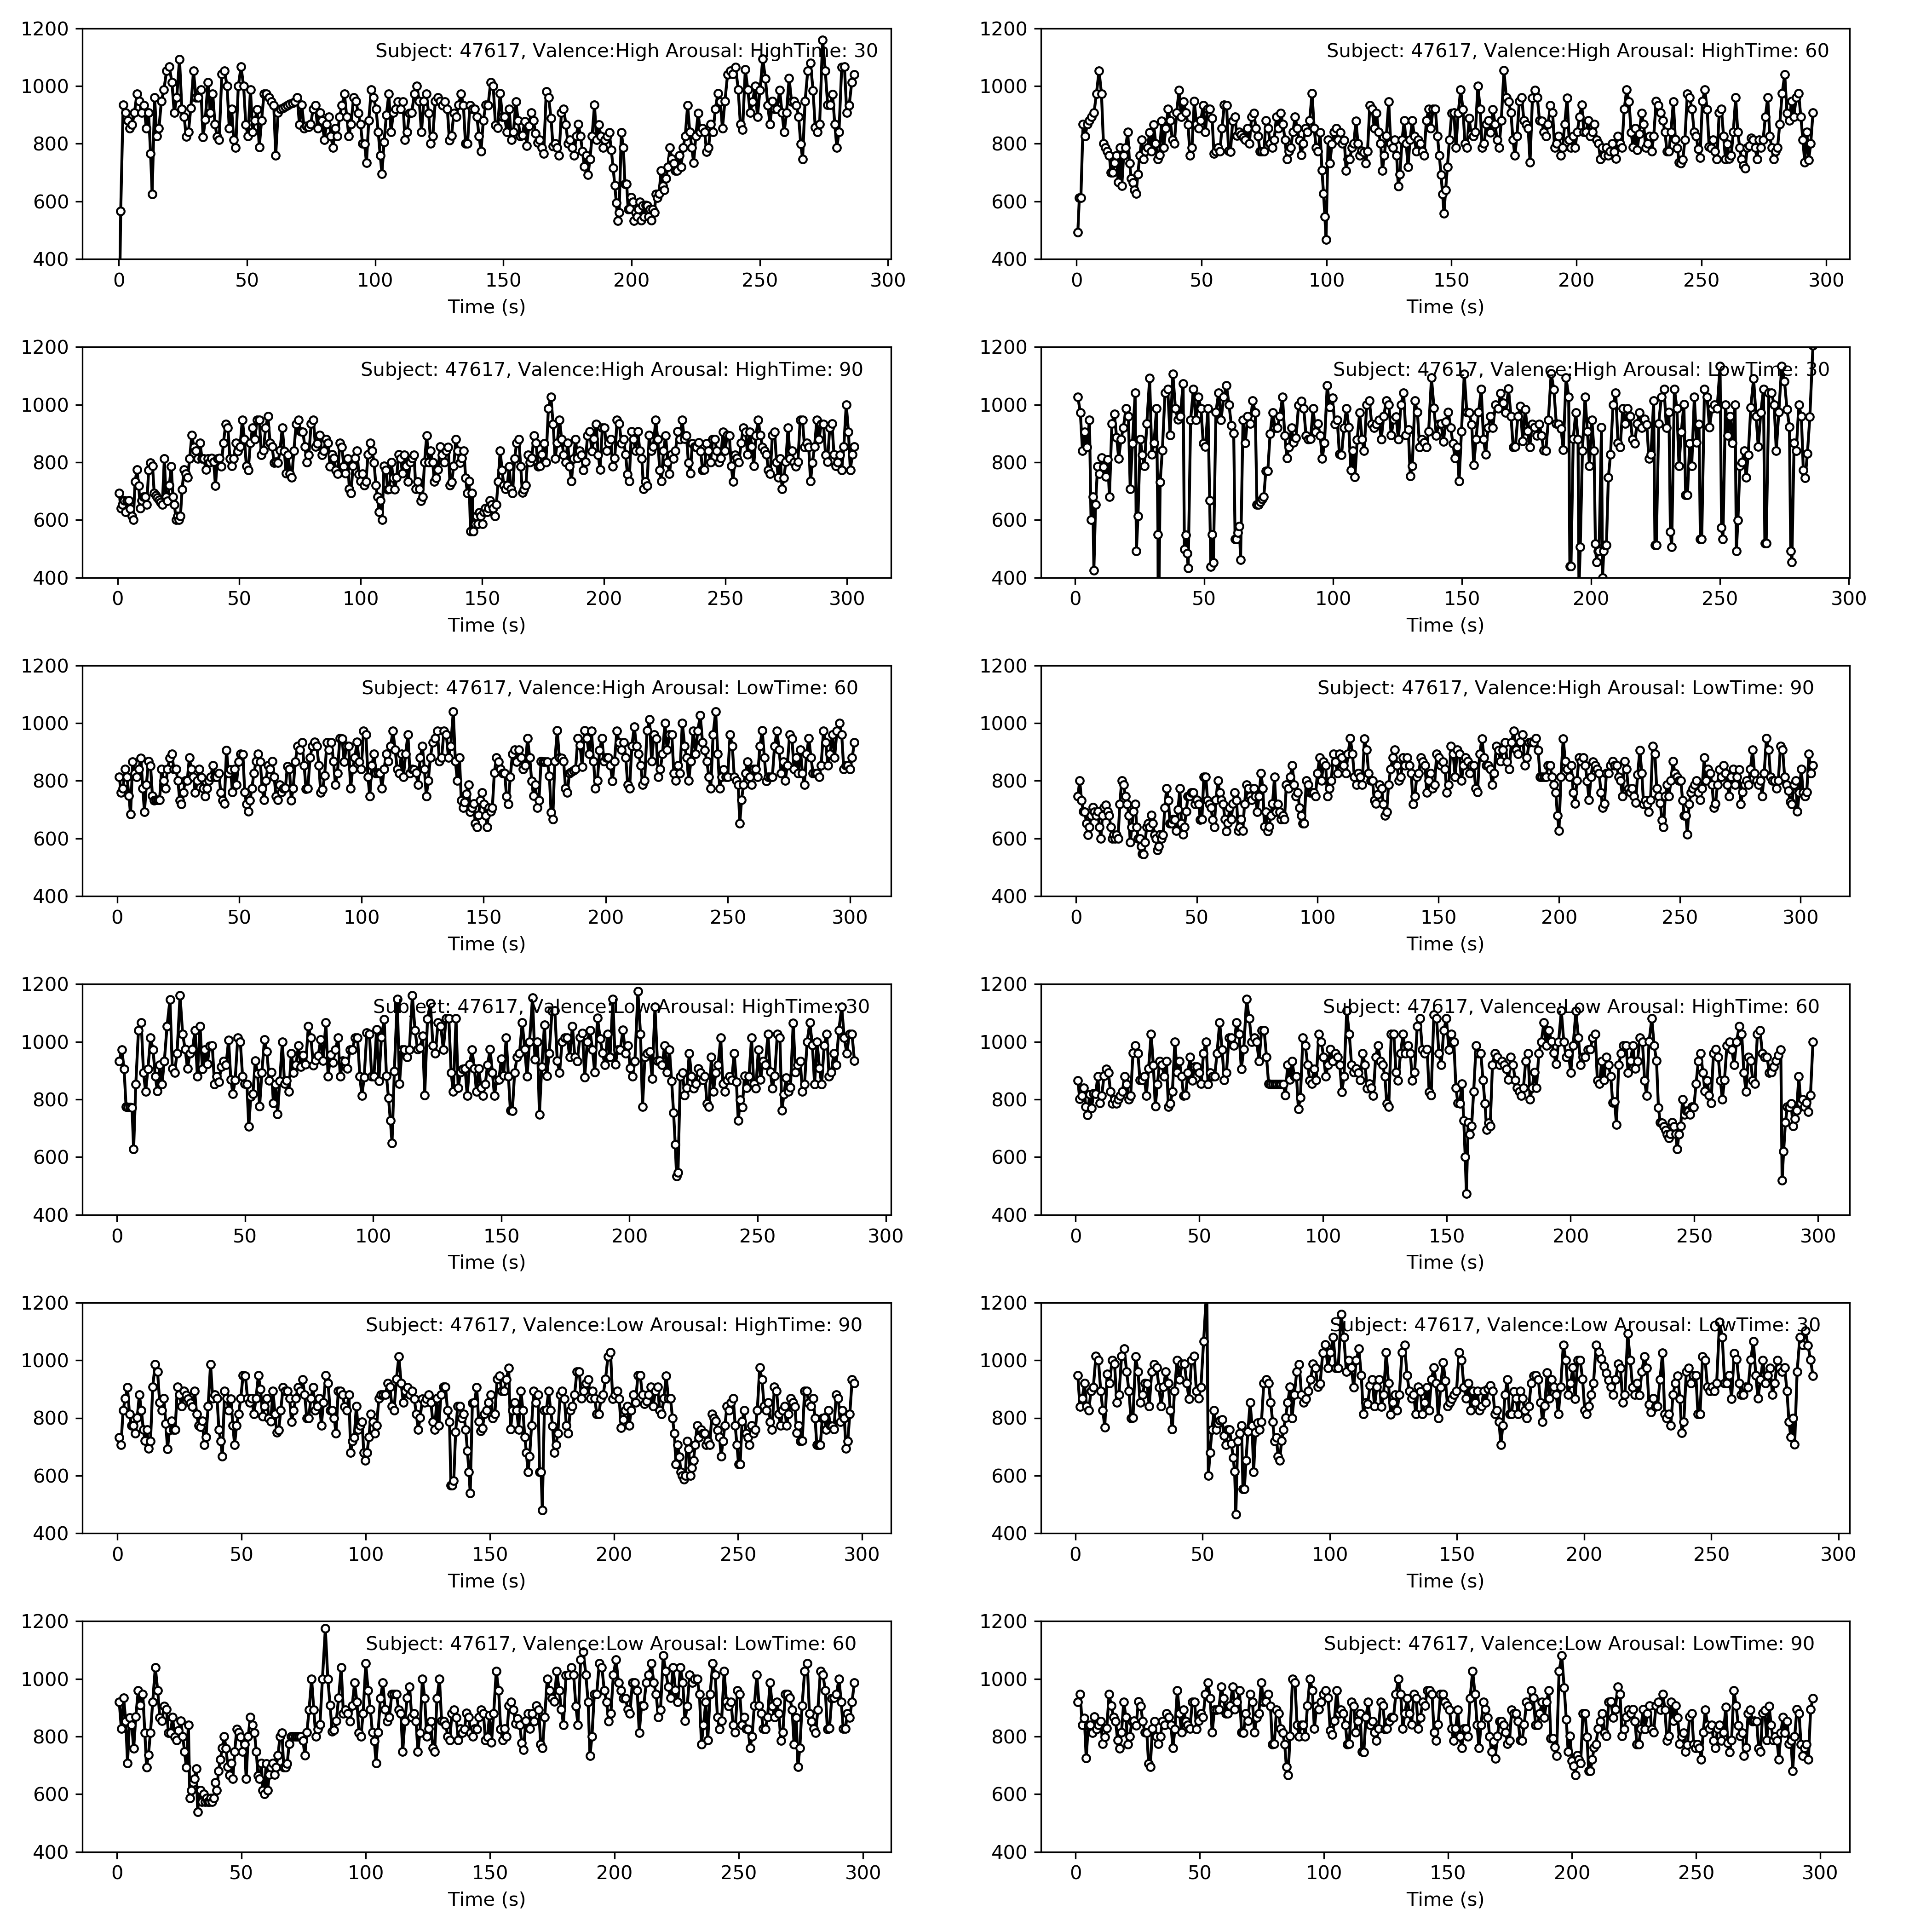 Subject: 47617, Valence:High Arousal: HighTime: 30
1200
1000
800
600
400
0 50 100 150 200 250 300
Time (s)
Subject: 47617, Valence:High Arousal: HighTime: 60
1200
1000
800
600
400
0 50 100 150 200 250 300
Time (s)
Subject: 47617, Valence:High Arousal: HighTime: 90
1200
1000
800
600
400
0 50 100 150 200 250 300
Time (s)
Subject: 47617, Valence:High Arousal: LowTime: 30
1200
1000
800
600
400
0 50 100 150 200 250 300
Time (s)
Subject: 47617, Valence:High Arousal: LowTime: 60
1200
1000
800
600
400
0 50 100 150 200 250 300
Time (s)
Subject: 47617, Valence:High Arousal: LowTime: 90
1200
1000
800
600
400
0 50 100 150 200 250 300
Time (s)
Subject: 47617, Valence:Low Arousal: HighTime: 30
1200
1000
800
600
400
0 50 100 150 200 250 300
Time (s)
Subject: 47617, Valence:Low Arousal: HighTime: 60
1200
1000
800
600
400
0 50 100 150 200 250 300
Time (s)
Subject: 47617, Valence:Low Arousal: HighTime: 90
1200
1000
800
600
400
0 50 100 150 200 250 300
Time (s)
Subject: 47617, Valence:Low Arousal: LowTime: 30
1200
1000
800
600
400
0 50 100 150 200 250 300
Time (s)
Subject: 47617, Valence:Low Arousal: LowTime: 60
1200
1000
800
600
400
0 50 100 150 200 250 300
Time (s)
Subject: 47617, Valence:Low Arousal: LowTime: 90
1200
1000
800
600
400
0 50 100 150 200 250 300
Time (s)